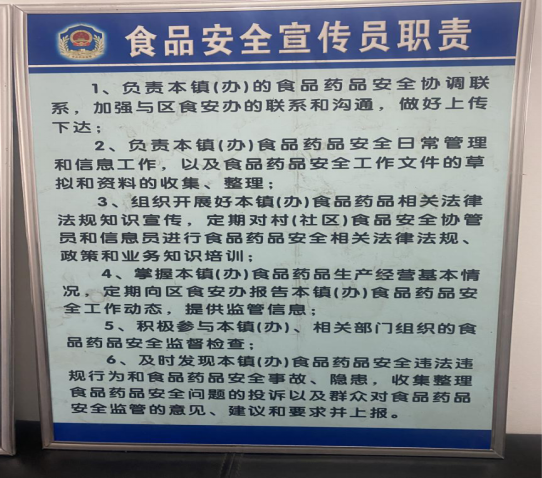 食品安全宣传员职责
1、负责本镇(办)的食品药品安全协调联
系，加强与区食安办的联系和沟通，做好上传
下达；
2、负责本镇(办)食品药品安全日常管理
和信息工作，以及食品药品安全工作文件的草
拟和资料的收集、整理；
3、组织开展好本镇(办)食品药品相关法律
法规知识宣传，定期对村(社区)食品安全协管
员和信息员进行食品药品安全相关法律法规、
政策和业务知识培训；
4、掌握本镇(办)食品药品生产经营基本情
况，定期向区食安办报告本镇(办)食品药品安
全工作动态，提供监管信息；
5、积极参与本镇(办)、相关部门组织的食
品药品安全监督检查；
6、及时发现本镇(办)食品药品安全违法违
规行为和食品药品安全事故、隐患，收集整理
食品药品安全问题的投诉以及群众对食品药品
安全监管的意见、建议和要求并上报。